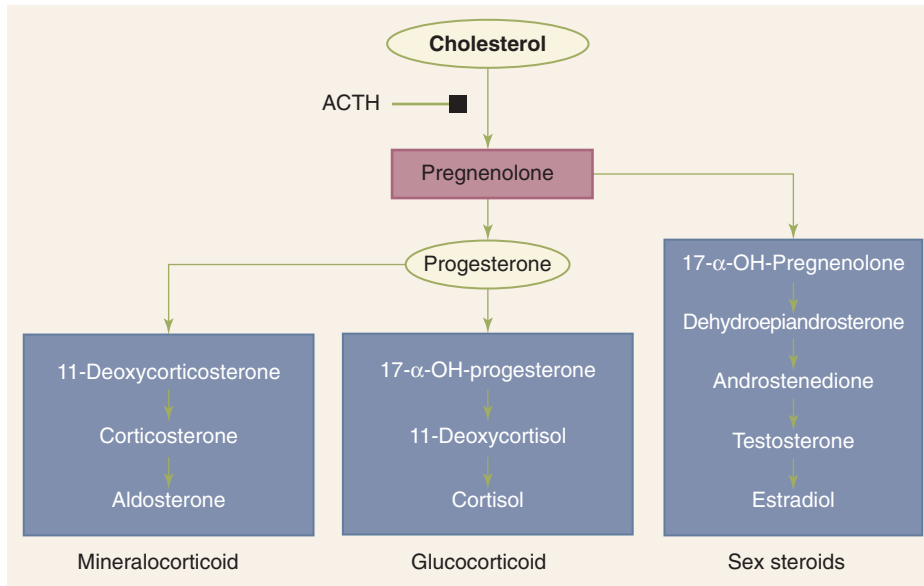 Cholesterol
ACTH
Pregnenolone
Progesterone
11-Deoxycorticosterone
Corticosterone
Aldosterone
Mineralocorticoid
17-α-OH-progesterone
11-Deoxycortisol
Cortisol
Glucocorticoid
17-α-OH-Pregnenolone
Dehydroepiandrosterone
Androstenedione
Testosterone
Estradiol
Sex steroids